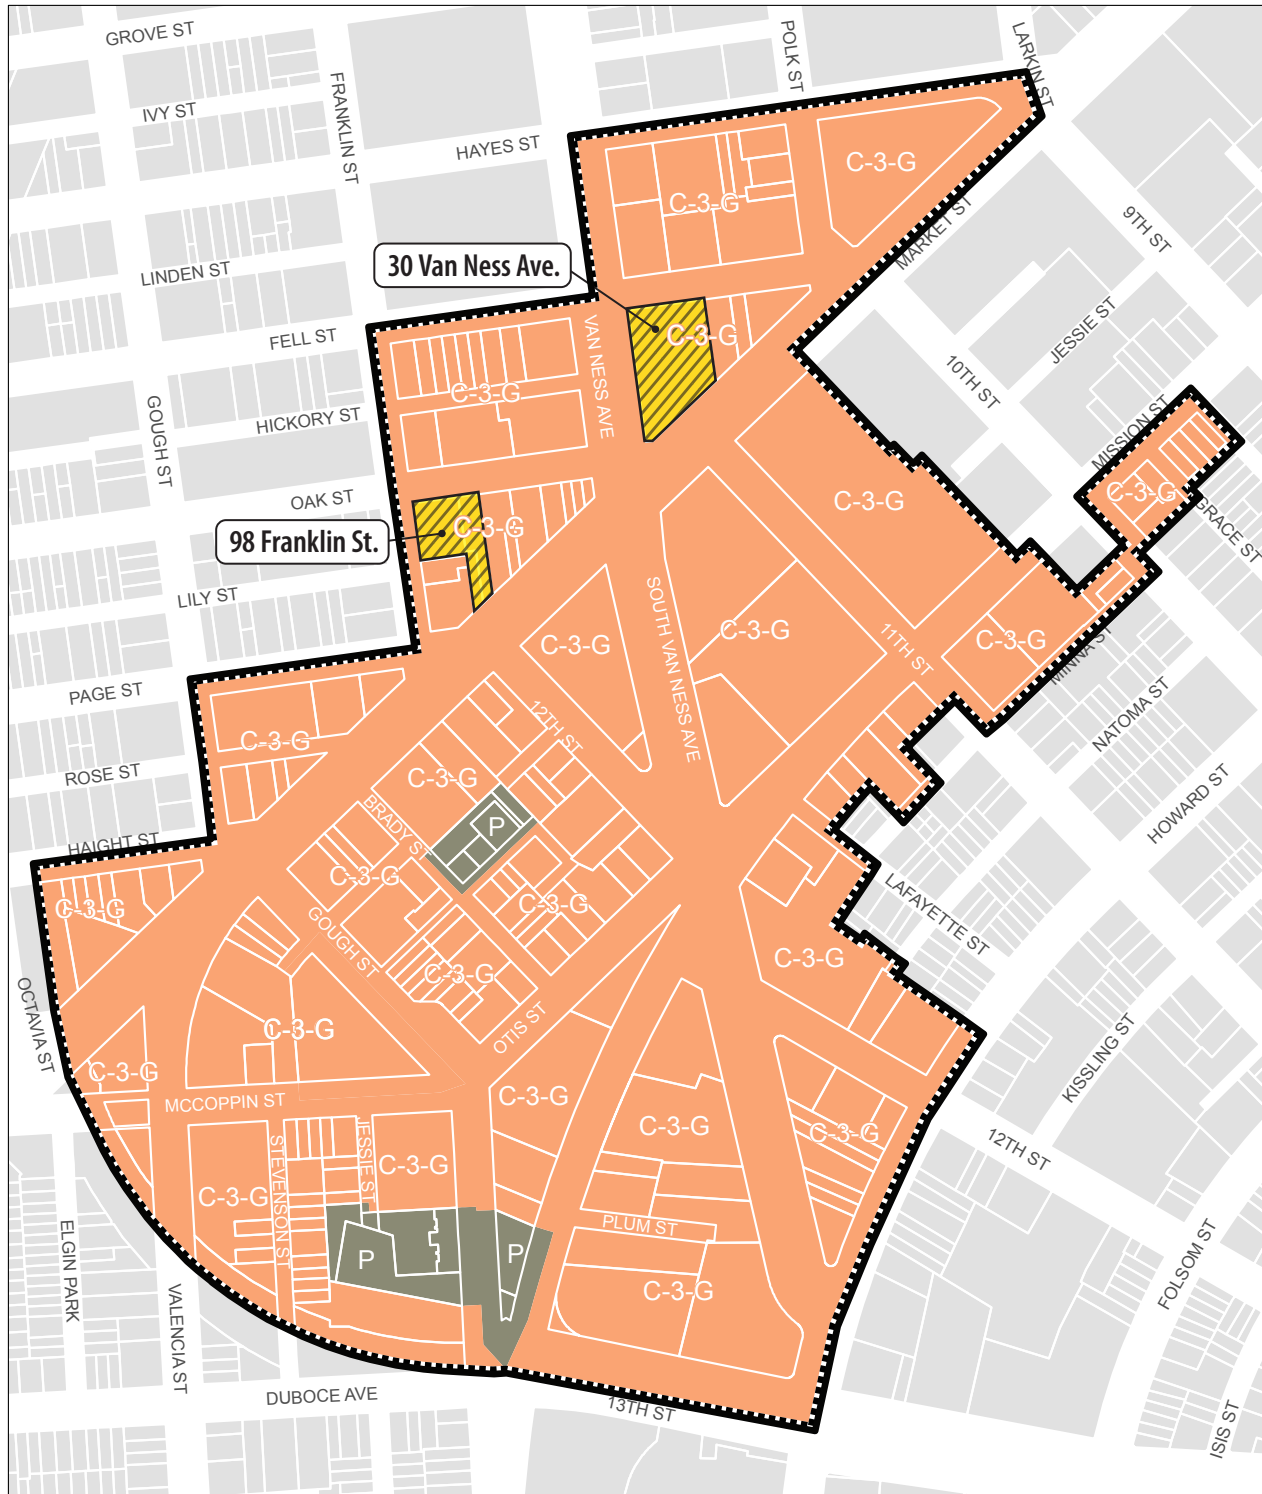 GROVE ST
POLK ST
LARKIN ST
IVY ST
FRANKLIN ST
HAYES ST
C-3-G
C-3-G
9TH ST
MARKET ST
LINDEN ST
30 Van Ness Ave.
JESSIE ST
FELL ST
VAN NESS AVE
C-3-G
10TH ST
C-3-G
GOUGH ST
HICKORY ST
MISSION ST
OAK ST
C-3-G
C-3-G
C-3-G
GRACE ST
98 Franklin St.
LILY ST
SOUTH VAN NESS AVE
C-3-G
C-3-G
11TH ST
C-3-G
MINNA ST
PAGE ST
NATOMA ST
12TH ST
C-3-G
ROSE ST
C-3-G
HOWARD ST
BRADY ST
P
HAIGHT ST
C-3-G
C-3-G
C-3-G
LAFAYETTE ST
GOUGH ST
C-3-G
C-3-G
OCTAVIA ST
C-3-G
OTIS ST
KISSLING ST
C-3-G
C-3-G
MCCOPPIN ST
C-3-G
C-3-G
12TH ST
JESSIE ST
C-3-G
STEVENSON ST
C-3-G
PLUM ST
ELGIN PARK
P
P
FOLSOM ST
C-3-G
VALENCIA ST
DUBOCE AVE
13TH ST
ISIS ST